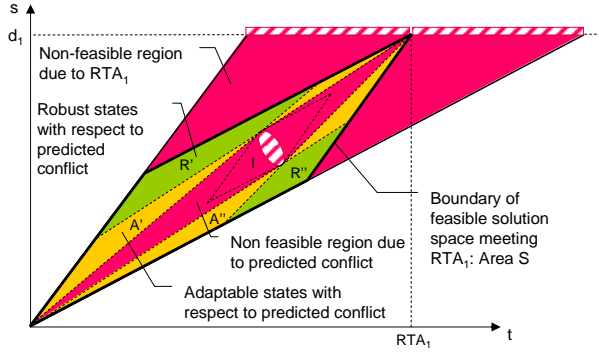 s
d1
Non-feasible region
due to RTA1
Robust states
with respect to
predicted
conflict
R'
I
R''
A'
A''
Boundary of
feasible solution
space meeting
RTA1: Area S
Non feasible region due
to predicted conflict
Adaptable states with
respect to predicted conflict
RTA1
t